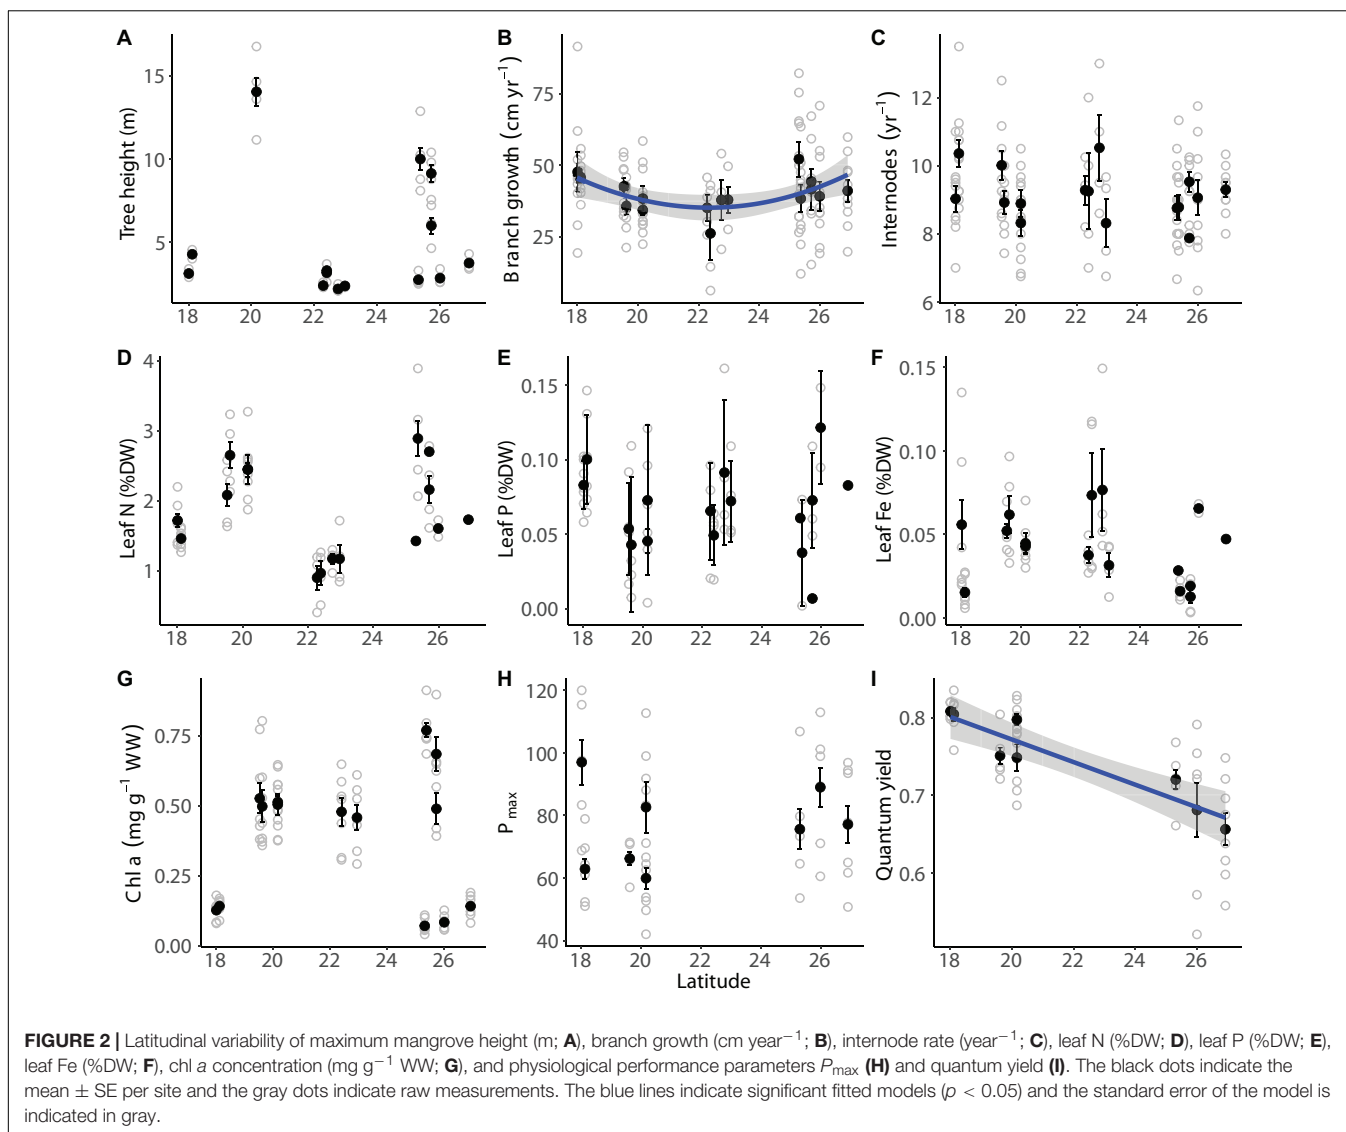 A
B
C
Tree height (m)
15
10
5
18 20 22 24 26
Branch growth (cm yr−1)
75
50
25
18 20 22 24 26
Internodes (yr−1)
12
10
8
6
18 20 22 24 26
D
E
F
Leaf N (%DW)
4
3
2
1
18 20 22 24 26
Leaf P (%DW)
0.15
0.10
0.05
0.00
18 20 22 24 26
Leaf Fe (%DW)
0.15
0.10
0.05
0.00
18 20 22 24 26
G
H
I
Chl a (mg g−1 WW)
0.75
0.50
0.25
0.00
18 20 22 24 26
Pmax
120
100
80
60
40
18 20 22 24 26
Quantum yield
0.8
0.7
0.6
18 20 22 24 26
Latitude
FIGURE 2 | Latitudinal variability of maximum mangrove height (m; A), branch growth (cm year−1; B), internode rate (year−1; C), leaf N (%DW; D), leaf P (%DW; E),
leaf Fe (%DW; F), chl a concentration (mg g−1 WW; G), and physiological performance parameters Pmax (H) and quantum yield (I). The black dots indicate the
mean ± SE per site and the gray dots indicate raw measurements. The blue lines indicate significant fitted models (p < 0.05) and the standard error of the model is
indicated in gray.